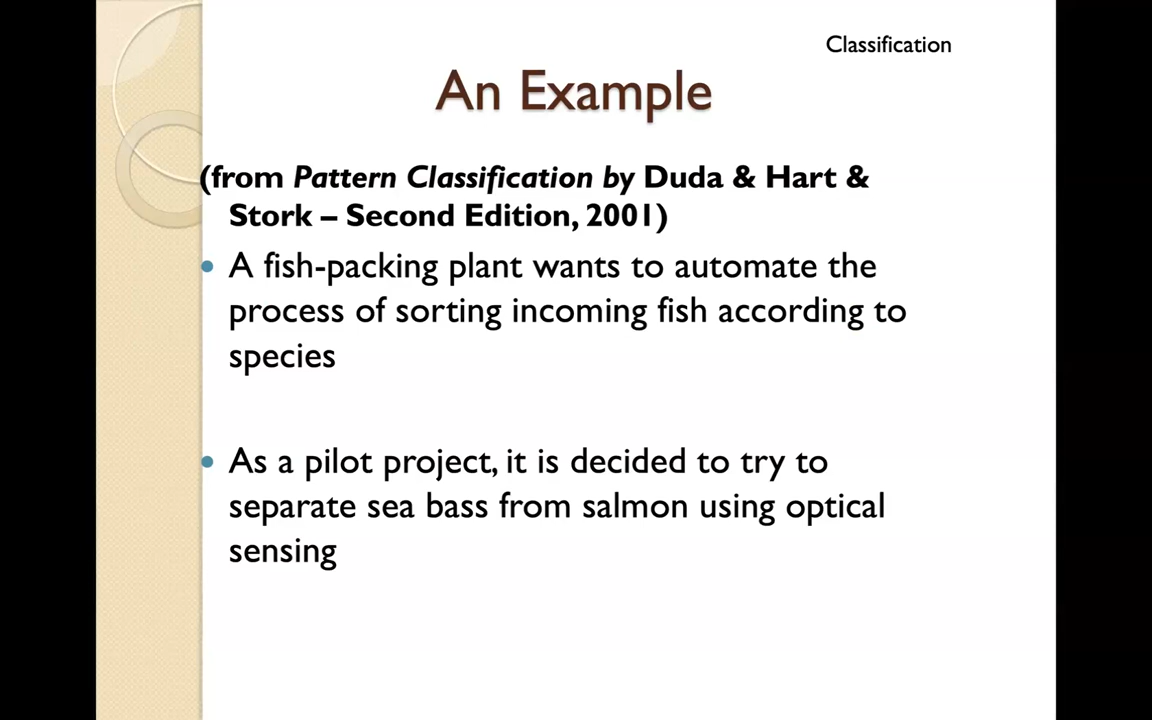 Classification
An Example
(from Pattern Classification by Duda & Hart &
Stork – Second Edition, 2001)
A fish-packing plant wants to automate the
process of sorting incoming fish according to
species
As a pilot project, it is decided to try to
separate sea bass from salmon using optical
sensing